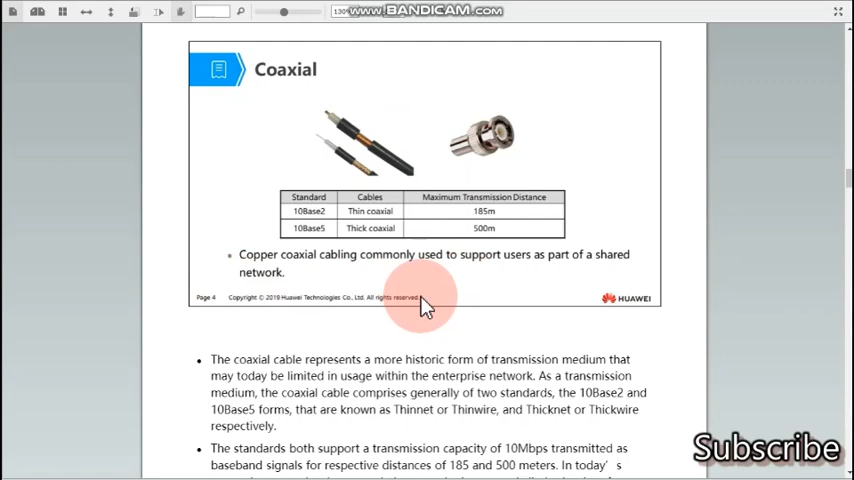 130%
www.BANDICAM.com
Coaxial
Standard Cables Maximum Transmission Distance
10Base2 Thin coaxial 185m
10Base5 Thick coaxial 500m
• Copper coaxial cabling commonly used to support users as part of a shared
network.
Page 4 Copyright © 2019 Huawei Technologies Co., Ltd. All rights reserved.
HUAWEI
• The coaxial cable represents a more historic form of transmission medium that
may today be limited in usage within the enterprise network. As a transmission
medium, the coaxial cable comprises generally of two standards, the 10Base2 and
10Base5 forms, that are known as Thinnet or Thinwire, and Thicknet or Thickwire
respectively.
• The standards both support a transmission capacity of 10Mbps transmitted as
baseband signals for respective distances of 185 and 500 meters. In today's
Subscribe